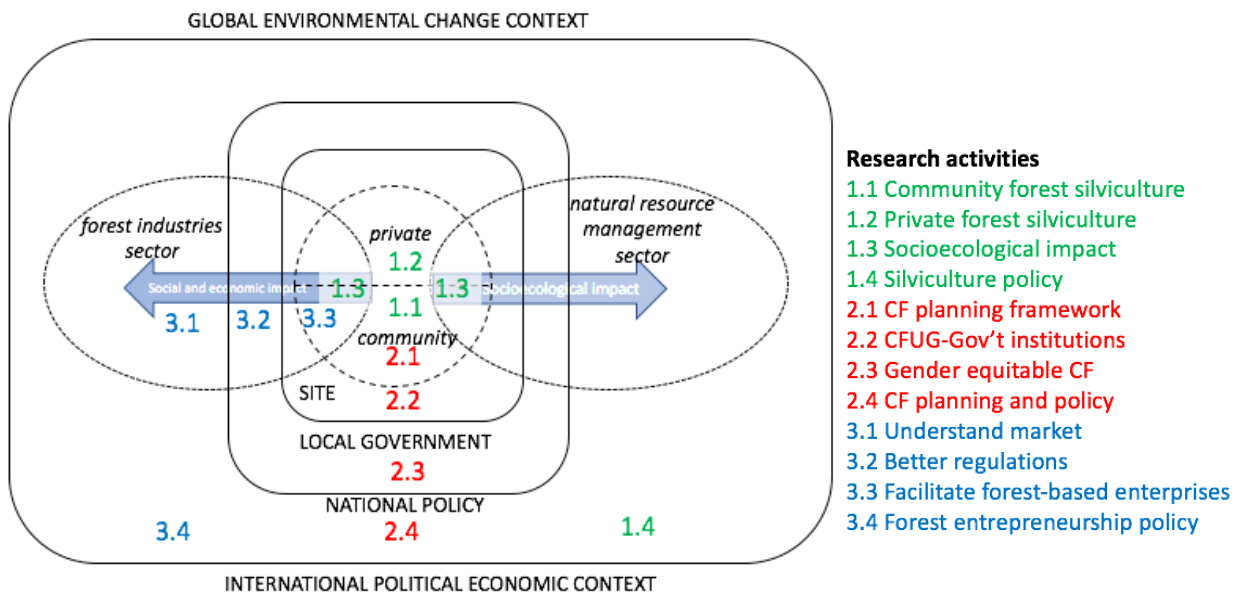 GLOBAL ENVIRONMENTAL CHANGE CONTEXT
forest industries
sector
private
natural resource
management
sector
1.2
Social and economic impact
1.3
1.3
Socioecological impact
1.1
3.1
3.2
3.3
community
2.1
SITE
2.2
LOCAL GOVERNMENT
2.3
NATIONAL POLICY
3.4
2.4
1.4
INTERNATIONAL POLITICAL ECONOMIC CONTEXT
Research activities
1.1 Community forest silviculture
1.2 Private forest silviculture
1.3 Socioecological impact
1.4 Silviculture policy
2.1 CF planning framework
2.2 CFUG-Gov't institutions
2.3 Gender equitable CF
2.4 CF planning and policy
3.1 Understand market
3.2 Better regulations
3.3 Facilitate forest-based enterprises
3.4 Forest entrepreneurship policy